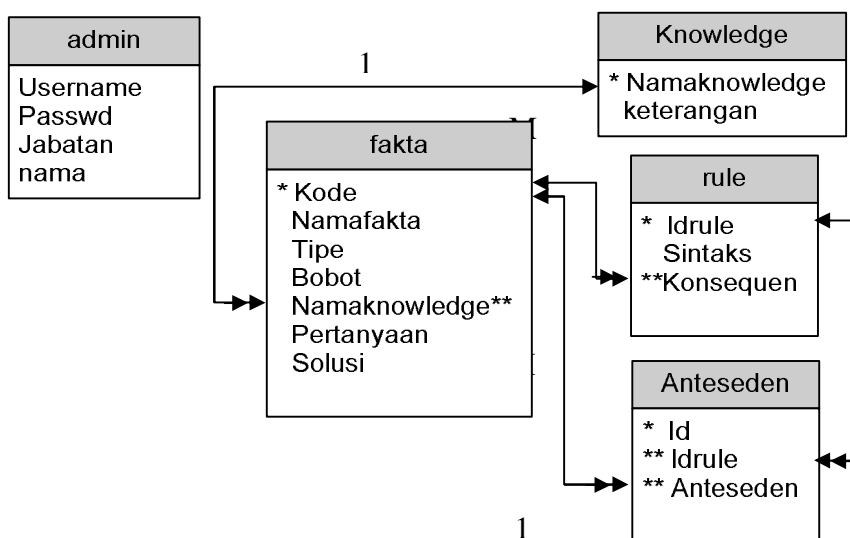 admin
Username
Passwd
Jabatan
nama
1
Knowledge
* Namaknowledge
keterangan
fakta
* Kode
Namafakta
Tipe
Bobot
Namaknowledge**
Pertanyaan
Solusi
rule
* Idrule
Sintaks
**Konsequen
Anteseden
* Id
** Idrule
** Anteseden
1